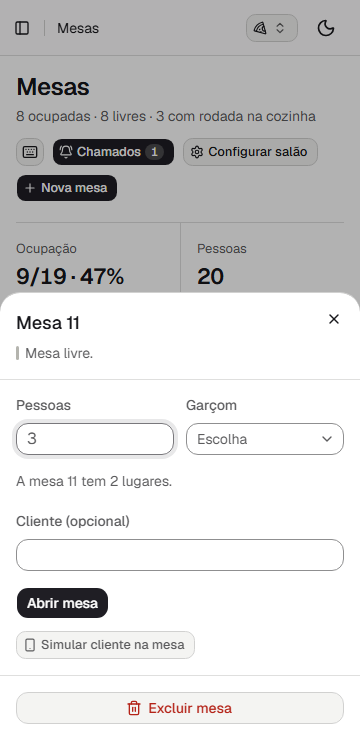 Mesas
Mesas
8 ocupadas · 8 livres · 3 com rodada na cozinha
Chamados 1
Configurar salão
Nova mesa
Ocupação
Pessoas
9/19 · 47%
20
Mesa 11
Mesa livre.
Pessoas
Garçom
3
Escolha
A mesa 11 tem 2 lugares.
Cliente (opcional)
Abrir mesa
Simular cliente na mesa
Excluir mesa